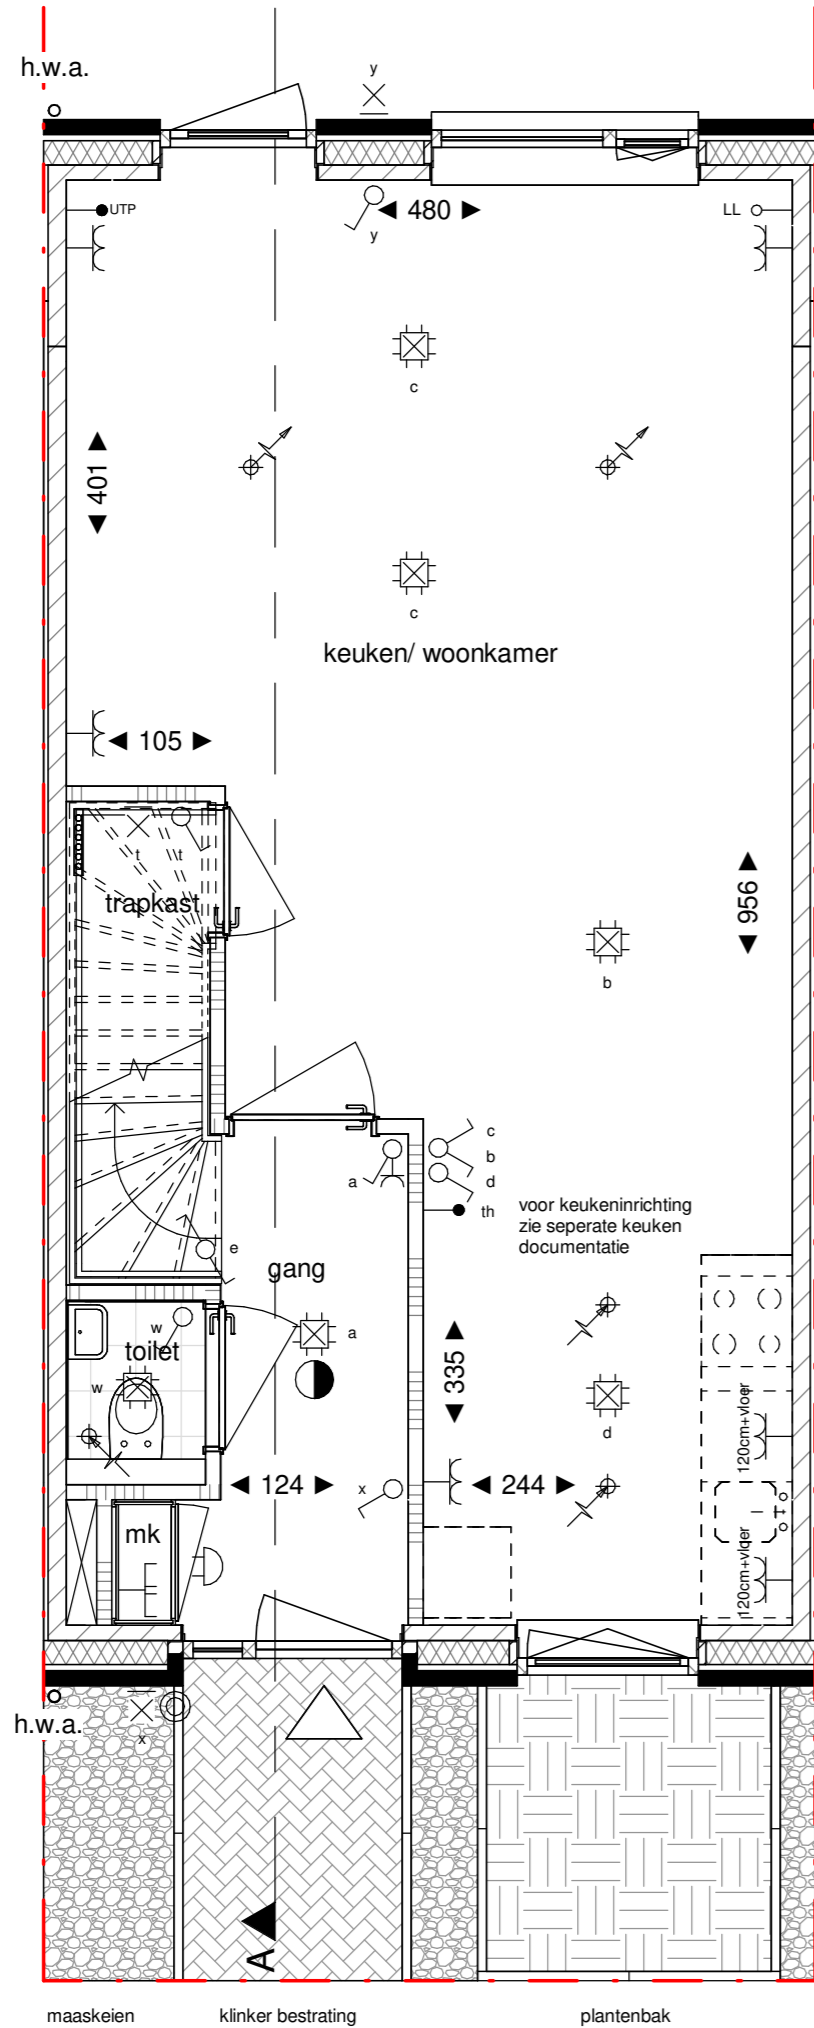 h.w.a.
y
UTP
y
480
LL
c
401
c
keuken/ woonkamer
105
t
t
trapkast
956
b
c
b
a
d
th
voor keukeninrichting
zie seperate keuken
documentatie
e
gang
w
toilet
a
w
335
d
120cm+vloer
124
x
244
mk
120cm+vloer
h.w.a.
x
A
maaskeien
klinker bestrating
plantenbak